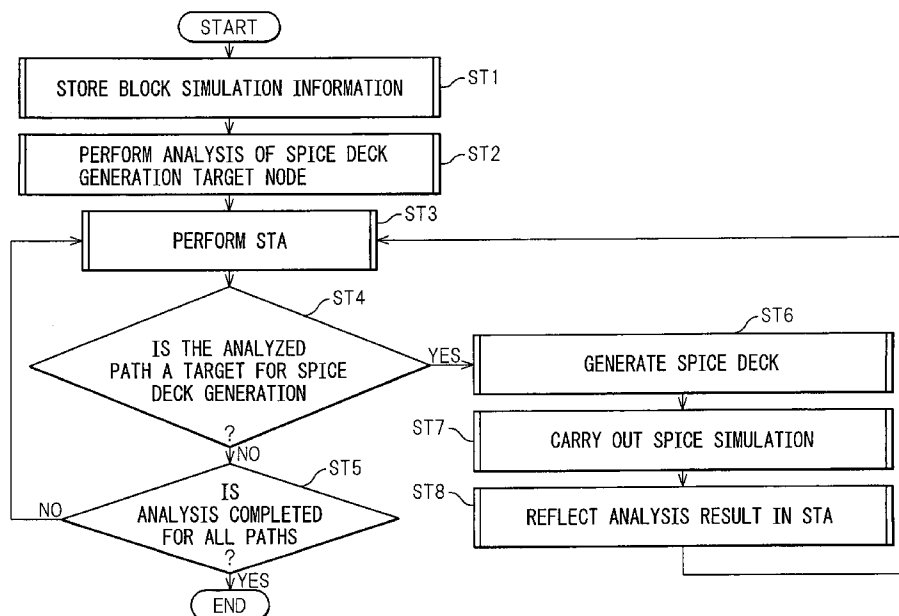 START
STORE BLOCK SIMULATION INFORMATION
ST1
PERFORM ANALYSIS OF SPICE DECK
GENERATION TARGET NODE
ST2
PERFORM STA
ST3
ST4
IS THE ANALYZED
PATH A TARGET FOR SPICE
DECK GENERATION
?
YES
NO
ST5
IS
ANALYSIS COMPLETED
FOR ALL PATHS
?
NO
YES
END
ST6
GENERATE SPICE DECK
ST7
CARRY OUT SPICE SIMULATION
ST8
REFLECT ANALYSIS RESULT IN STA